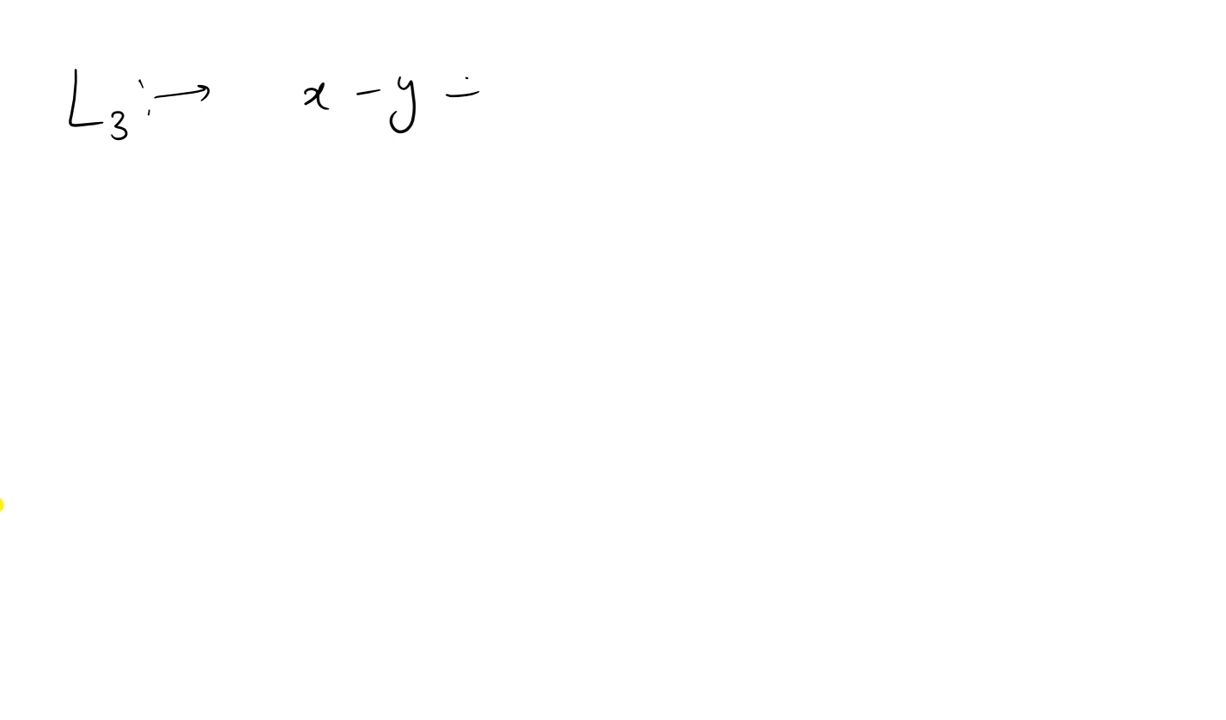 L₃ :→ x - y =